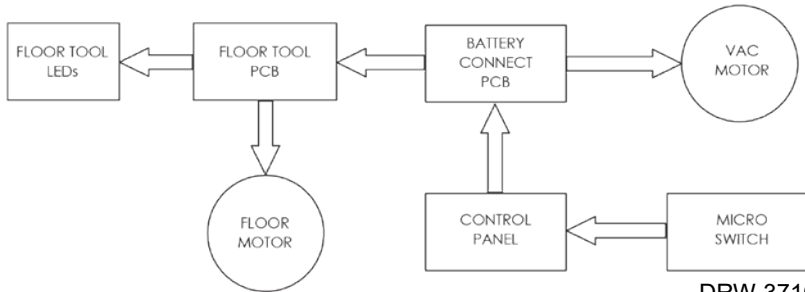 FLOOR TOOL
LEDs
FLOOR TOOL
PCB
BATTERY
CONNECT
PCB
VAC
MOTOR
FLOOR
MOTOR
CONTROL
PANEL
MICRO
SWITCH